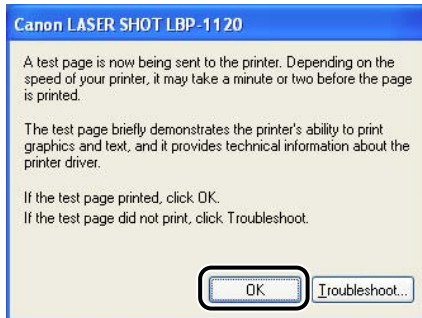 Canon LASER SHOT LBP-1120
A test page is now being sent to the printer. Depending on the
speed of your printer, it may take a minute or two before the page
is printed.
The test page briefly demonstrates the printer's ability to print
graphics and text, and it provides technical information about the
printer driver.
If the test page printed, click OK.
If the test page did not print, click Troubleshoot.
OK
Troubleshoot...